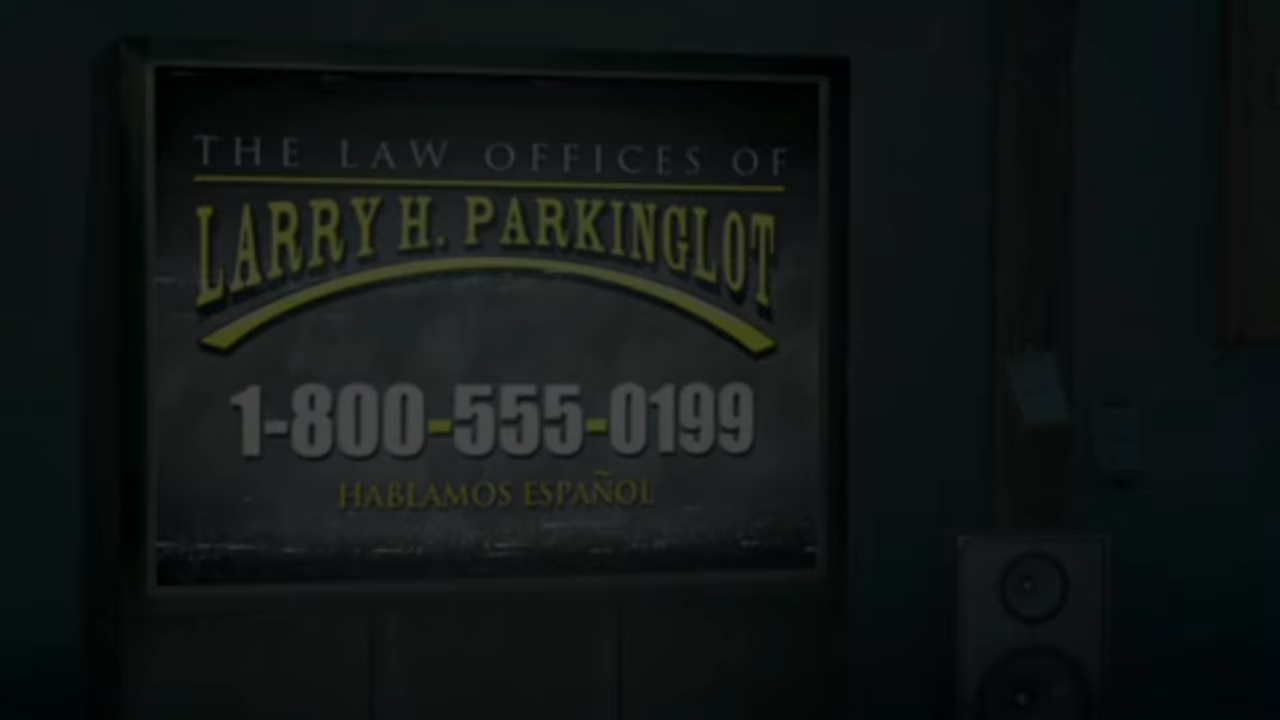 THE LAW OFFICES OF
LARRY H. PARKINGLOT
1-800-555-0199
HABLAMOS ESPAÑOL